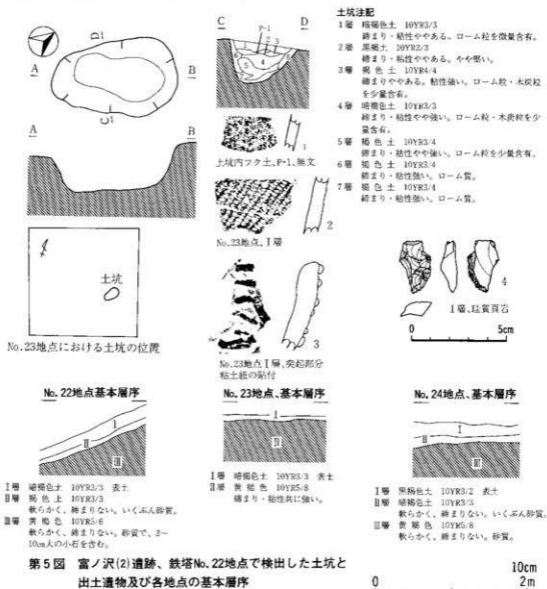 土坑注記
1層 暗褐色土 10YR3/3
締まり・粘性ややある。ローム粒を微量含有。
2層 黒褐土 10YR2/3
締まり・粘性ややある。やや堅い。
3層 褐色土 10YR4/4
締まりややある。粘性強い。ローム粒・木炭粒
を少量含有。
4層 暗褐色土 10YR3/3
締まり・粘性やや強い。ローム粒・木炭粒を少
量含有。
5層 褐色土 10YR3/4
締まり・粘性やや強い。ローム粒を少量含有。
6層 褐色土 10YR3/4
締まり・粘性強い。ローム質。
7層 褐色土 10YR3/4
締まり・粘性強い。ローム質。
A
B
C
D
A
B
C
D
P-1
1
2
3
4
5
土坑内フク土、P-1、無文
1
No.23地点、I層
2
No.23地点I層、突起部分
粘土紐の貼付
3
4
I層、珪質頁岩
0 5cm
土坑
No.23地点における土坑の位置
No.22地点基本層序
I
II
III
I層 暗褐色土 10YR3/3 表土
II層 褐色土 10YR3/3
軟らかく、締まりない。いくぶん砂質。
III層 黄褐色 10YR5/6
軟らかく、締まりない。砂質で、2～
10cm大の小石を含む。
No.23地点、基本層序
I
II
I層 暗褐色土 10YR3/3 表土
II層 黄褐色 10YR5/8
締まり・粘性共に強い。
No.24地点、基本層序
I
II
III
I層 黒褐色土 10YR3/2 表土
II層 暗褐色土 10YR3/3
軟らかく、締まりない。いくぶん砂質。
III層 黄褐色 10YR5/8
軟らかく、締まりない。砂質。
第5図 宮ノ沢(2)遺跡、鉄塔No.22地点で検出した土坑と
出土遺物及び各地点の基本層序
10cm
0 2m